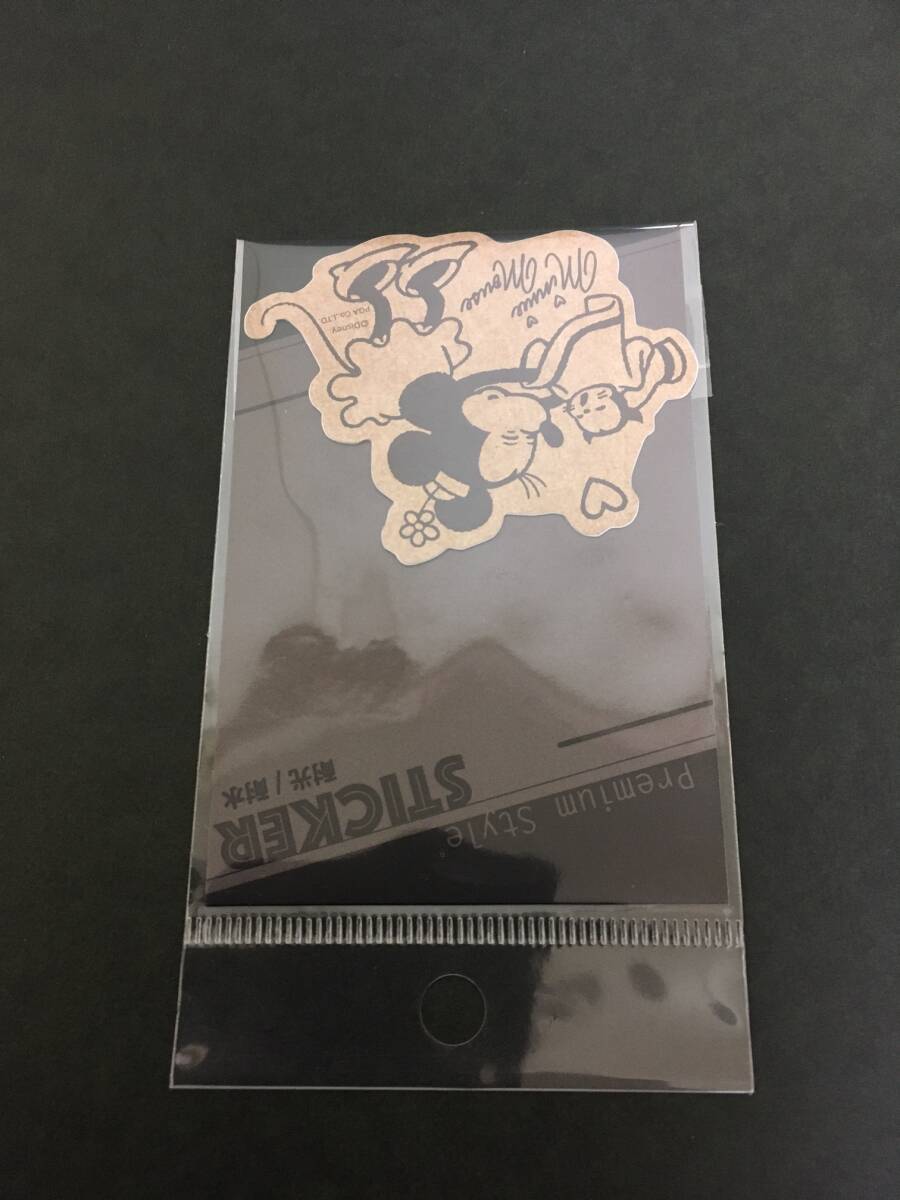 Premium Style.
STICKER
耐光 / 耐水
Minnie
Mouse
©Disney
PGA Co.,LTD.